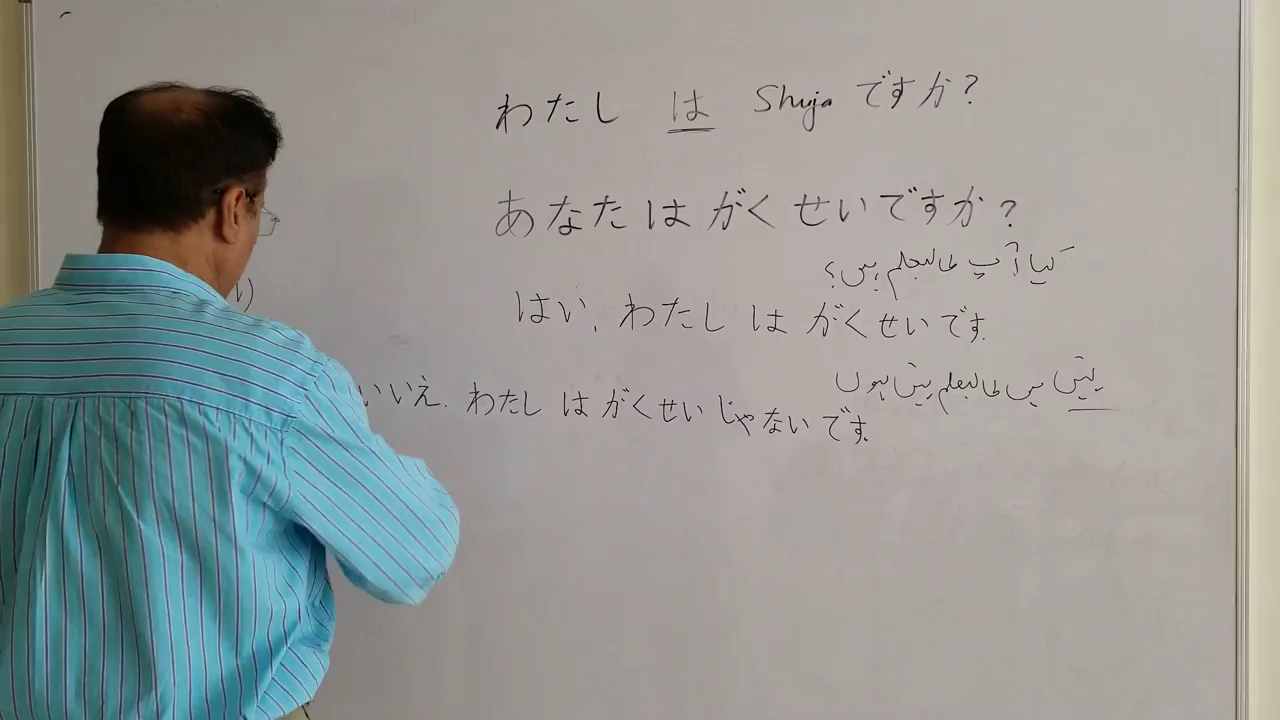 わたし は Shuja ですか?
あなた は がくせいですか?
کیا آپ طالبعلم ہیں؟
はい、わたし は がくせいです.
نہیں میں طالبعلم نہیں ہوں
いいえ. わたし は がくせいじゃないです.